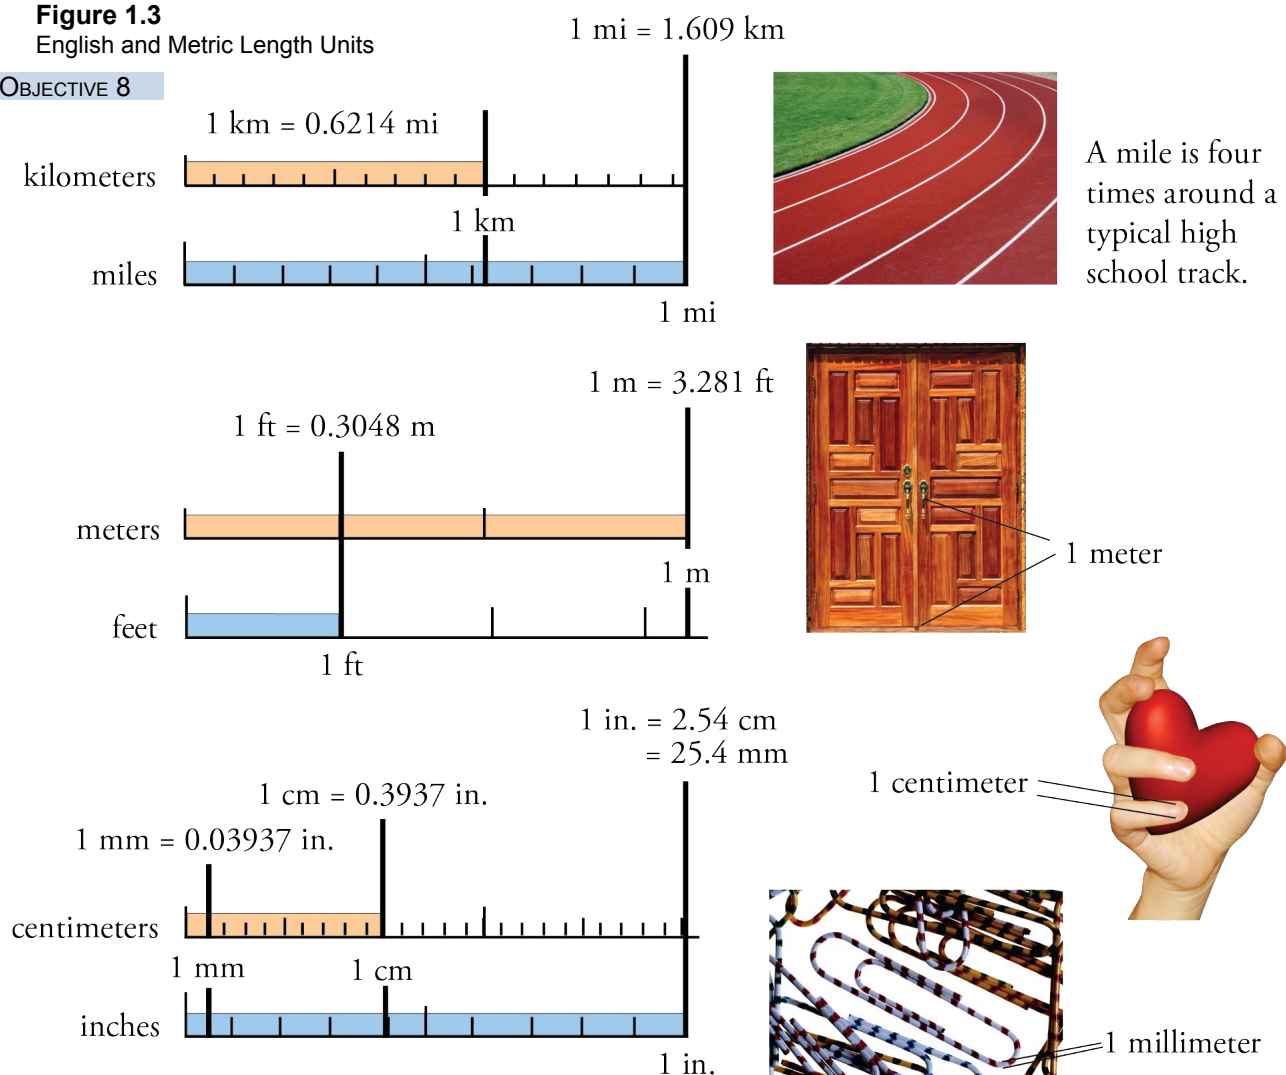 Figure 1.3
English and Metric Length Units
OBJECTIVE 8
1 mi = 1.609 km
1 km = 0.6214 mi
kilometers
1 km
miles
1 mi
A mile is four
times around a
typical high
school track.
1 m = 3.281 ft
1 ft = 0.3048 m
meters
1 m
feet
1 ft
1 meter
1 in. = 2.54 cm
= 25.4 mm
1 cm = 0.3937 in.
1 mm = 0.03937 in.
centimeters
1 mm
1 cm
inches
1 in.
1 centimeter
1 millimeter